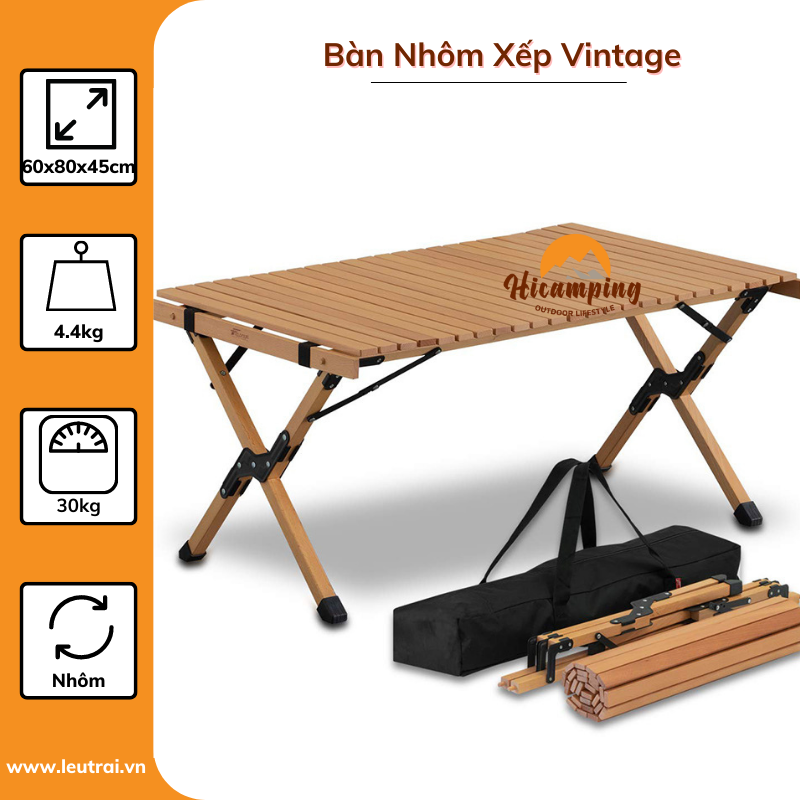 Bàn Nhôm Xếp Vintage
60x80x45cm
4.4kg
30kg
Nhôm
www.leutrai.vn
Hicamping
OUTDOOR LIFESTYLE